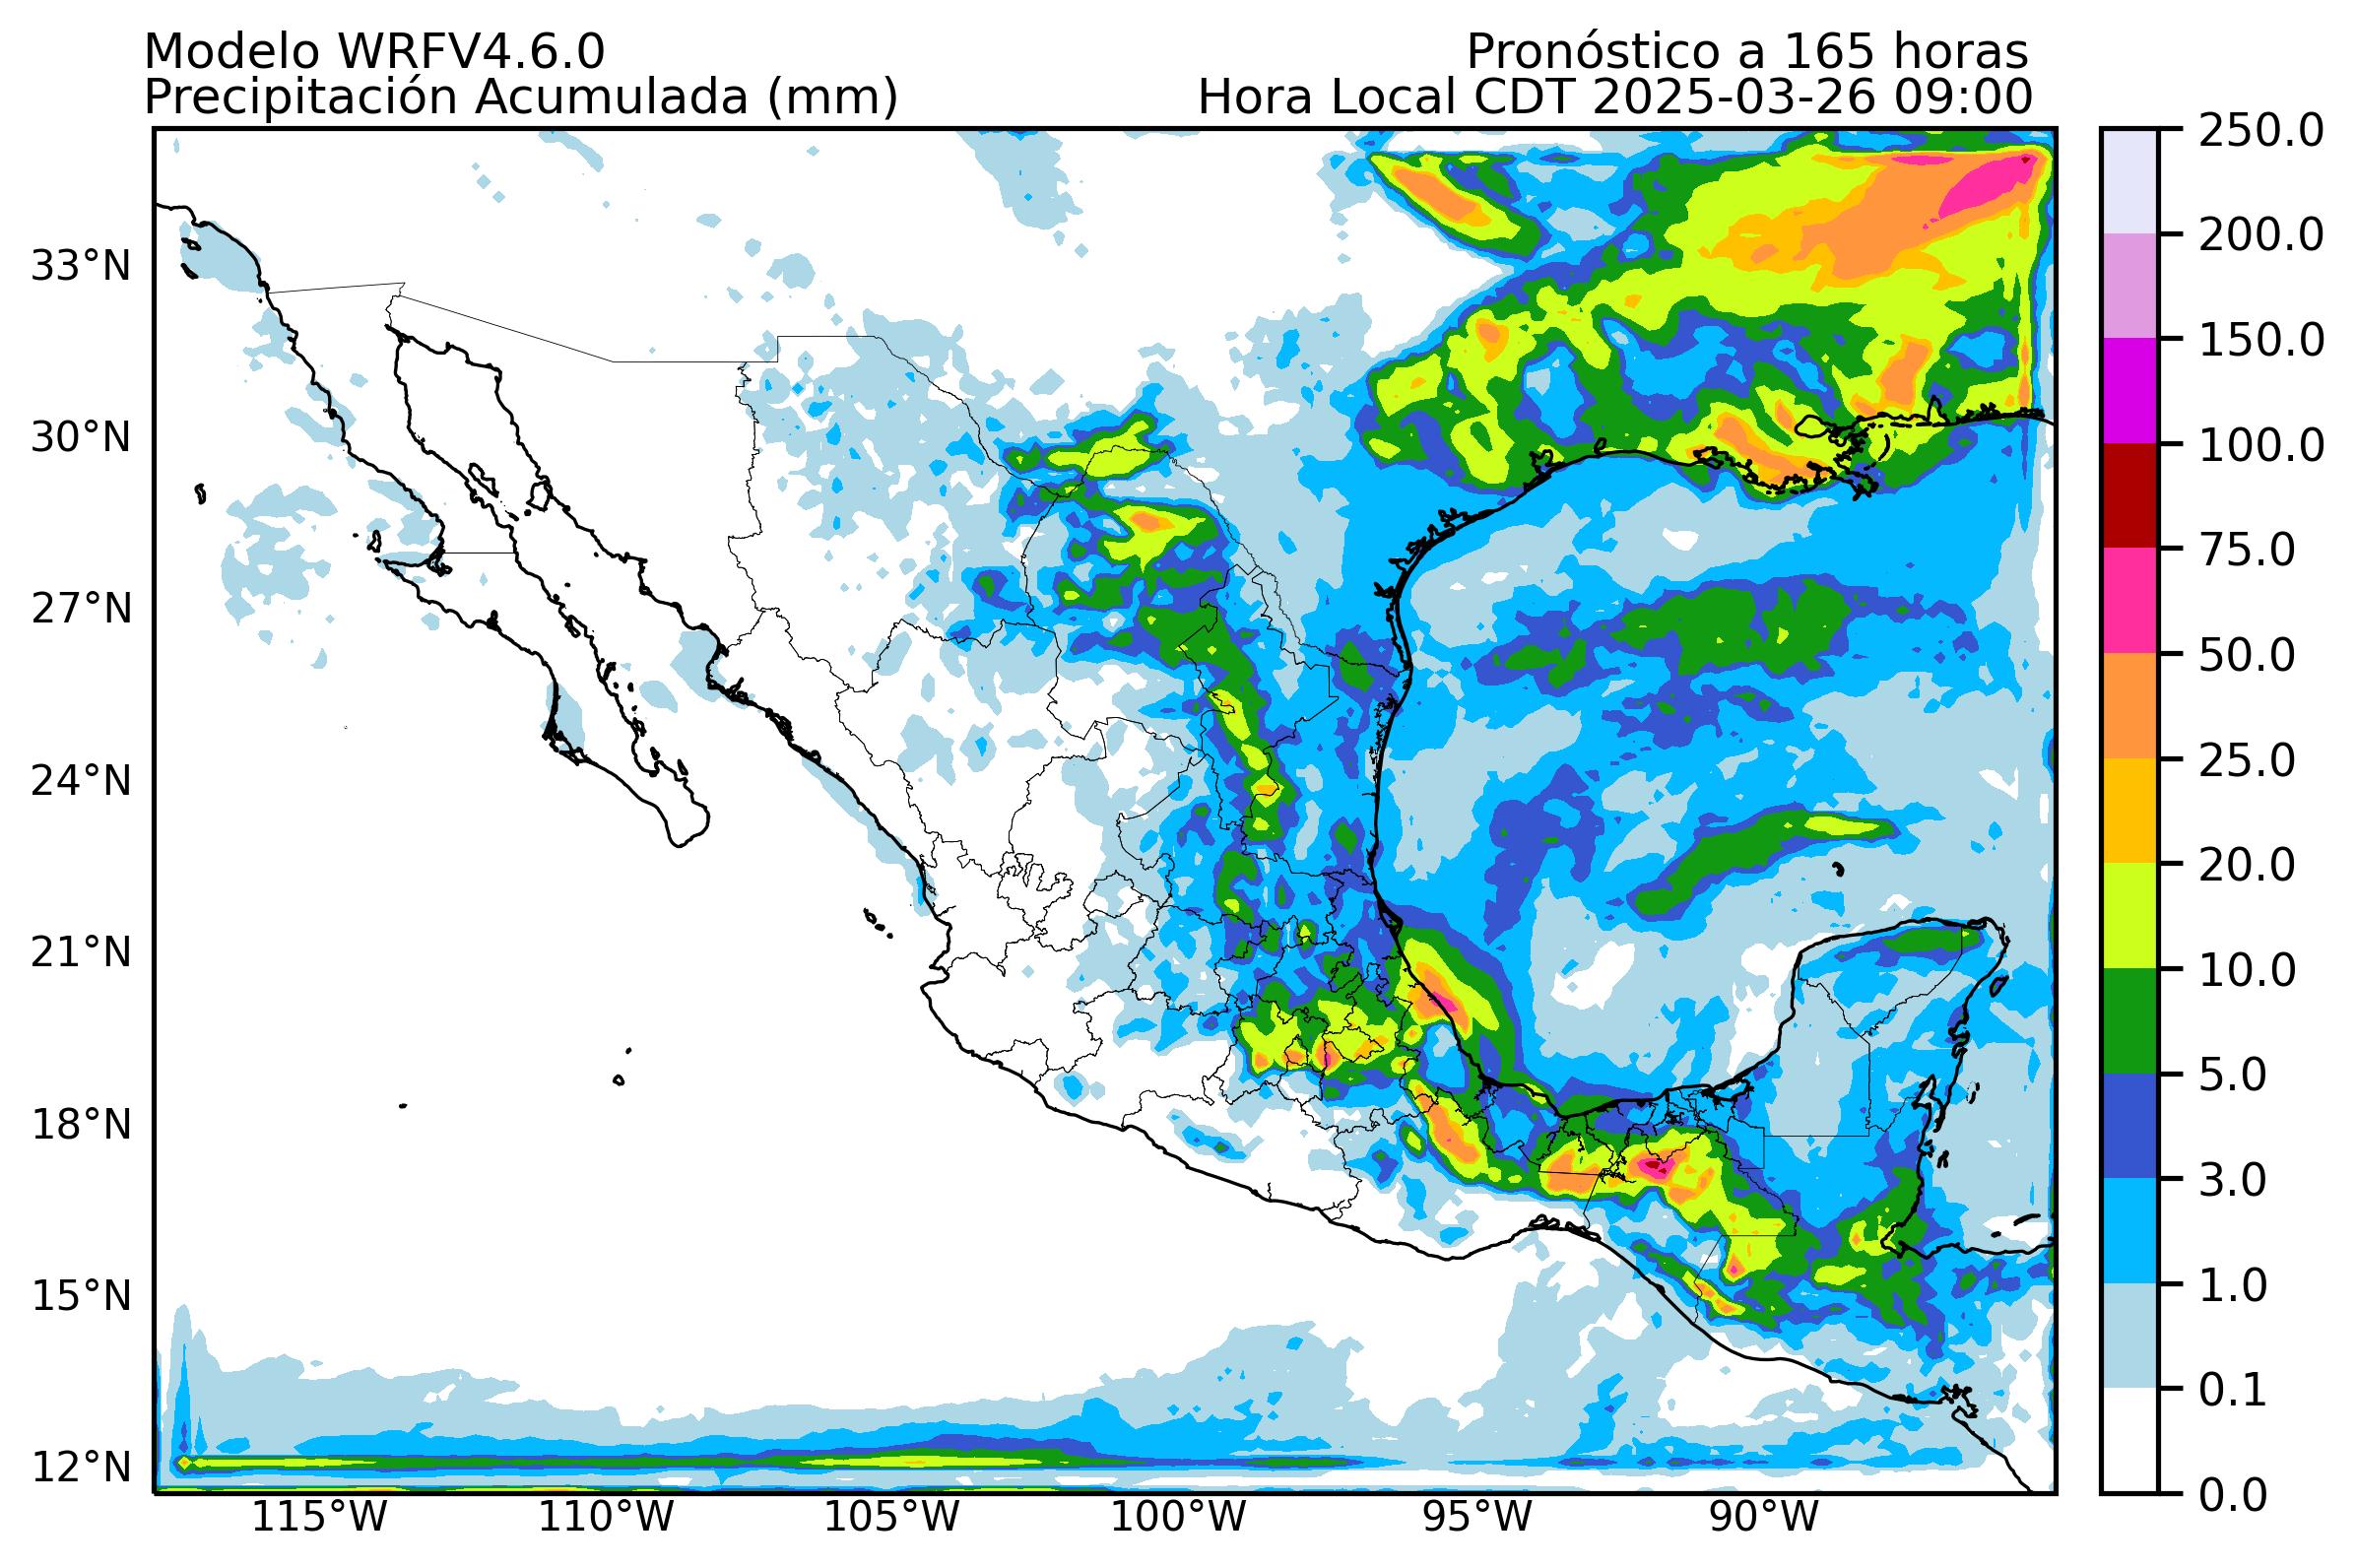 Modelo WRFV4.6.0
Pronóstico a 165 horas
Precipitación Acumulada (mm)
Hora Local CDT 2025-03-26 09:00
33°N
30°N
27°N
24°N
21°N
18°N
15°N
12°N
115°W
110°W
105°W
100°W
95°W
90°W
250.0
200.0
150.0
100.0
75.0
50.0
25.0
20.0
10.0
5.0
3.0
1.0
0.1
0.0